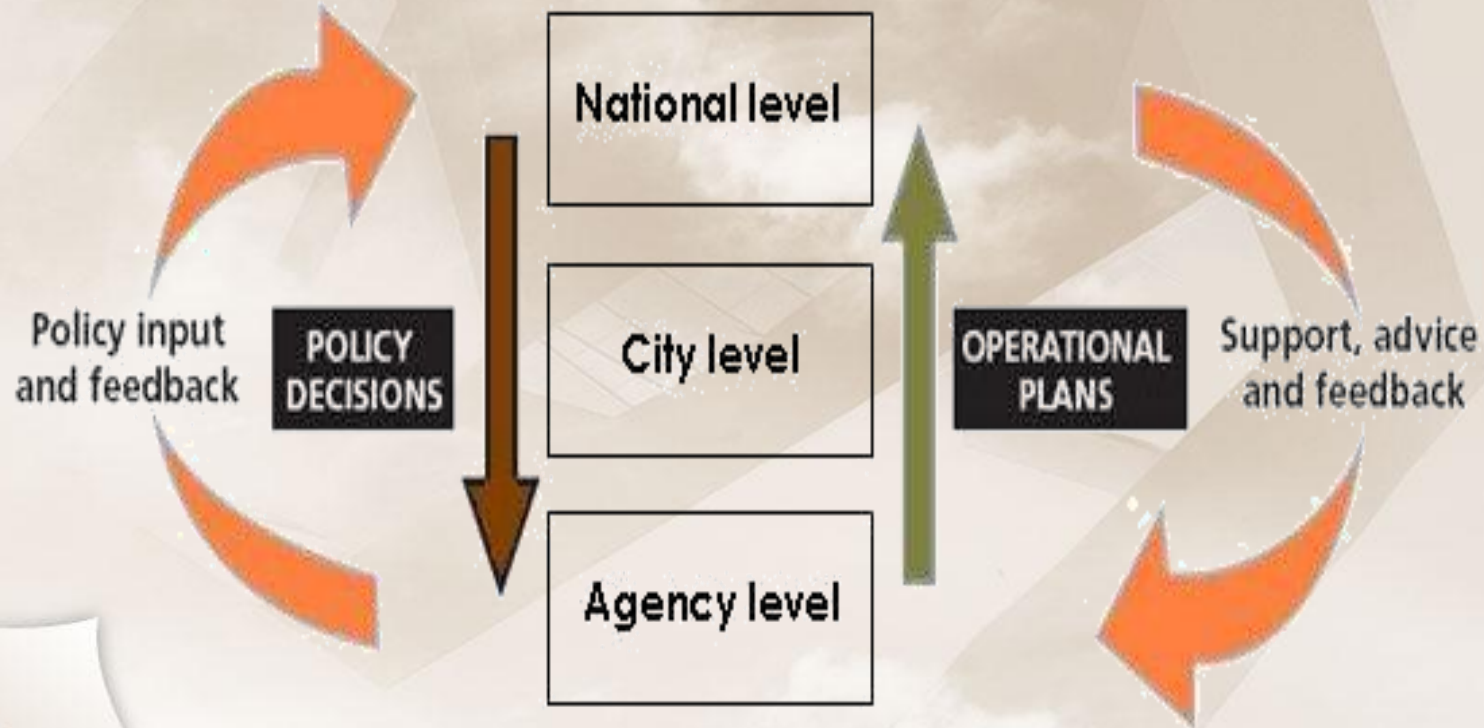 National level
Policy input
and feedback
POLICY
DECISIONS
City level
OPERATIONAL
PLANS
Support, advice
and feedback
Agency level